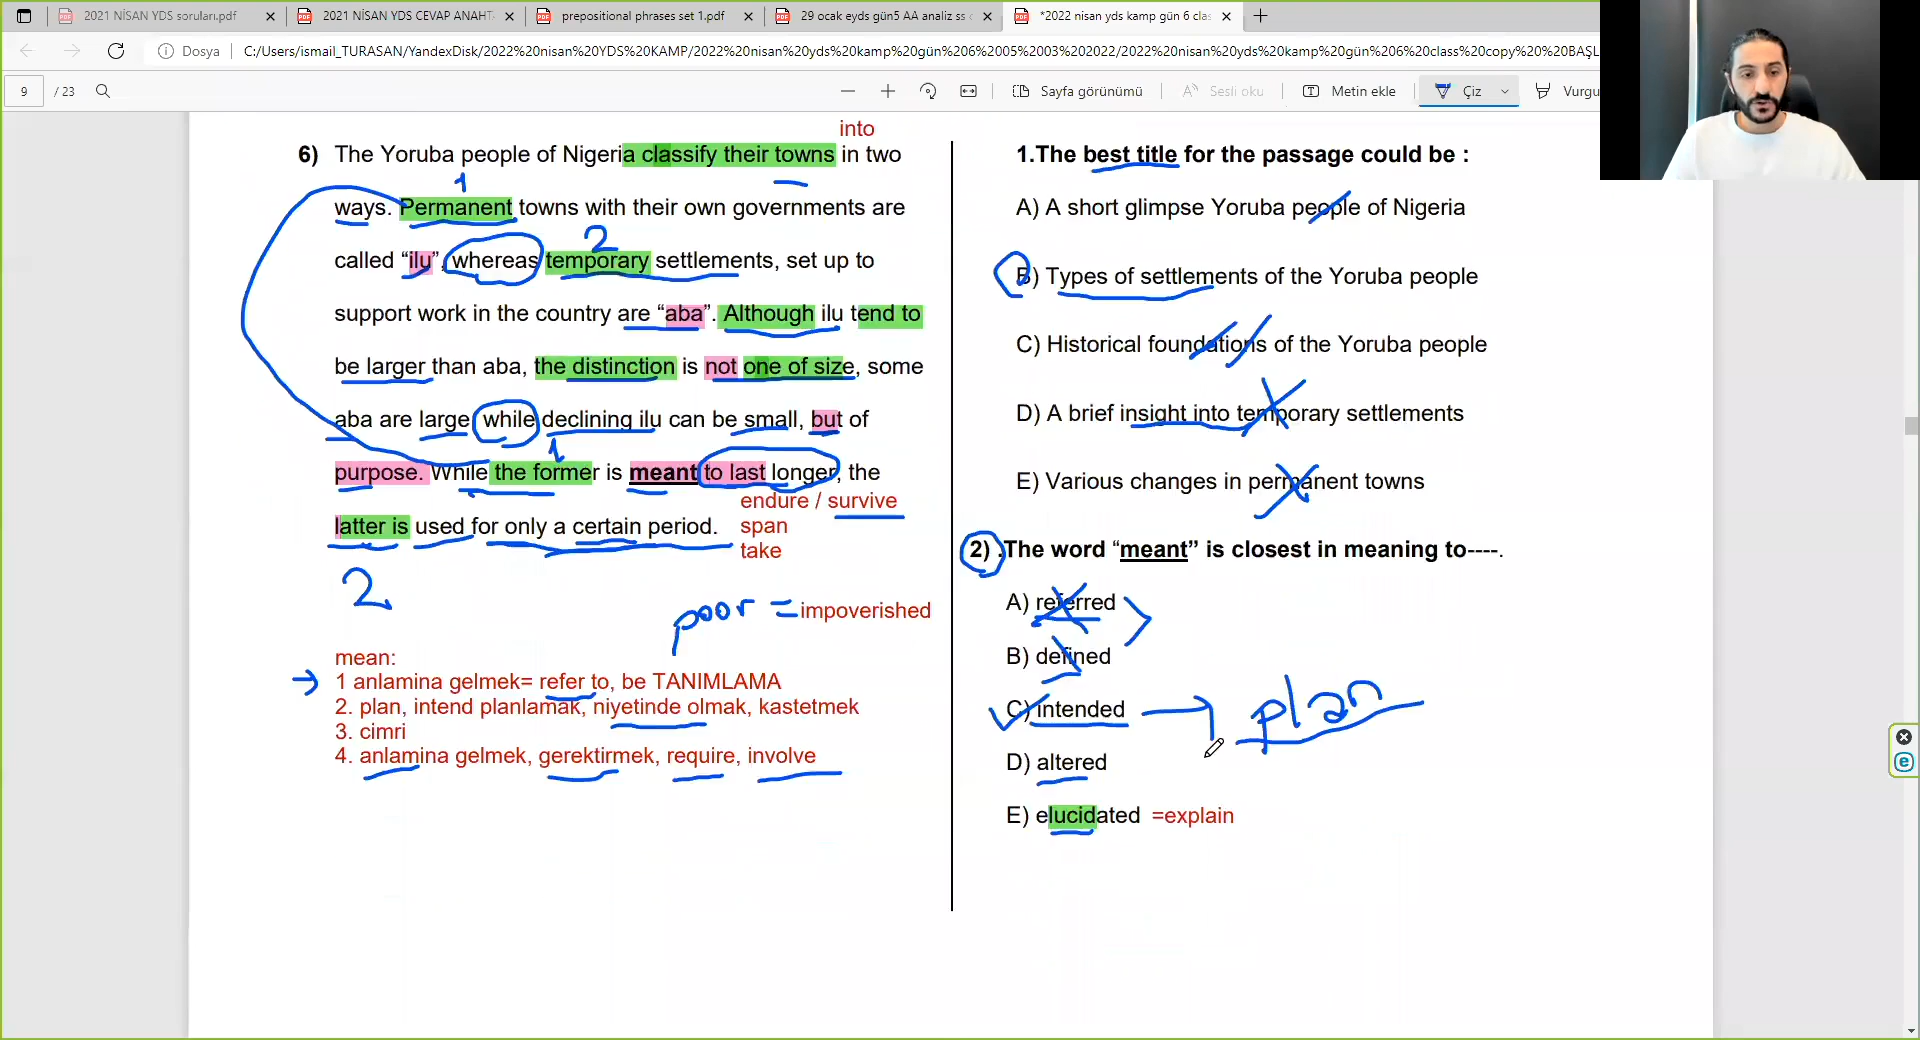 2021 NİSAN YDS soruları.pdf
2021 NİSAN YDS CEVAP ANAHT
prepositional phrases set 1.pdf
29 ocak eyds gün5 AA analiz ss c
*2022 nisan yds kamp gün 6 clas
Dosya
C:/Users/ismail_TURASAN/YandexDisk/2022%20nisan%20YDS%20KAMP/2022%20nisan%20yds%20kamp%20gün%206%2005%2003%202022/2022%20nisan%20yds%20kamp%20gün%206%20class%20copy%20%20BAŞL
9 / 23
Sayfa görünümü
Sesli oku
Metin ekle
Çiz
Vurgu
into
6) The Yoruba people of Nigeria classify their towns in two
1
ways. Permanent towns with their own governments are
2
called “ilu”, whereas temporary settlements, set up to
support work in the country are “aba”. Although ilu tend to
be larger than aba, the distinction is not one of size, some
aba are large while declining ilu can be small, but of
1
purpose. While the former is meant to last longer, the
endure / survive
latter is used for only a certain period.
span
take
2
poor = impoverished
mean:
1 anlamina gelmek= refer to, be TANIMLAMA
2. plan, intend planlamak, niyetinde olmak, kastetmek
3. cimri
4. anlamina gelmek, gerektirmek, require, involve
1.The best title for the passage could be :
A) A short glimpse Yoruba people of Nigeria
B) Types of settlements of the Yoruba people
C) Historical foundations of the Yoruba people
D) A brief insight into temporary settlements
E) Various changes in permanent towns
2) .The word “meant” is closest in meaning to----.
A) referred
B) defined
C) intended
plan
D) altered
E) elucidated =explain